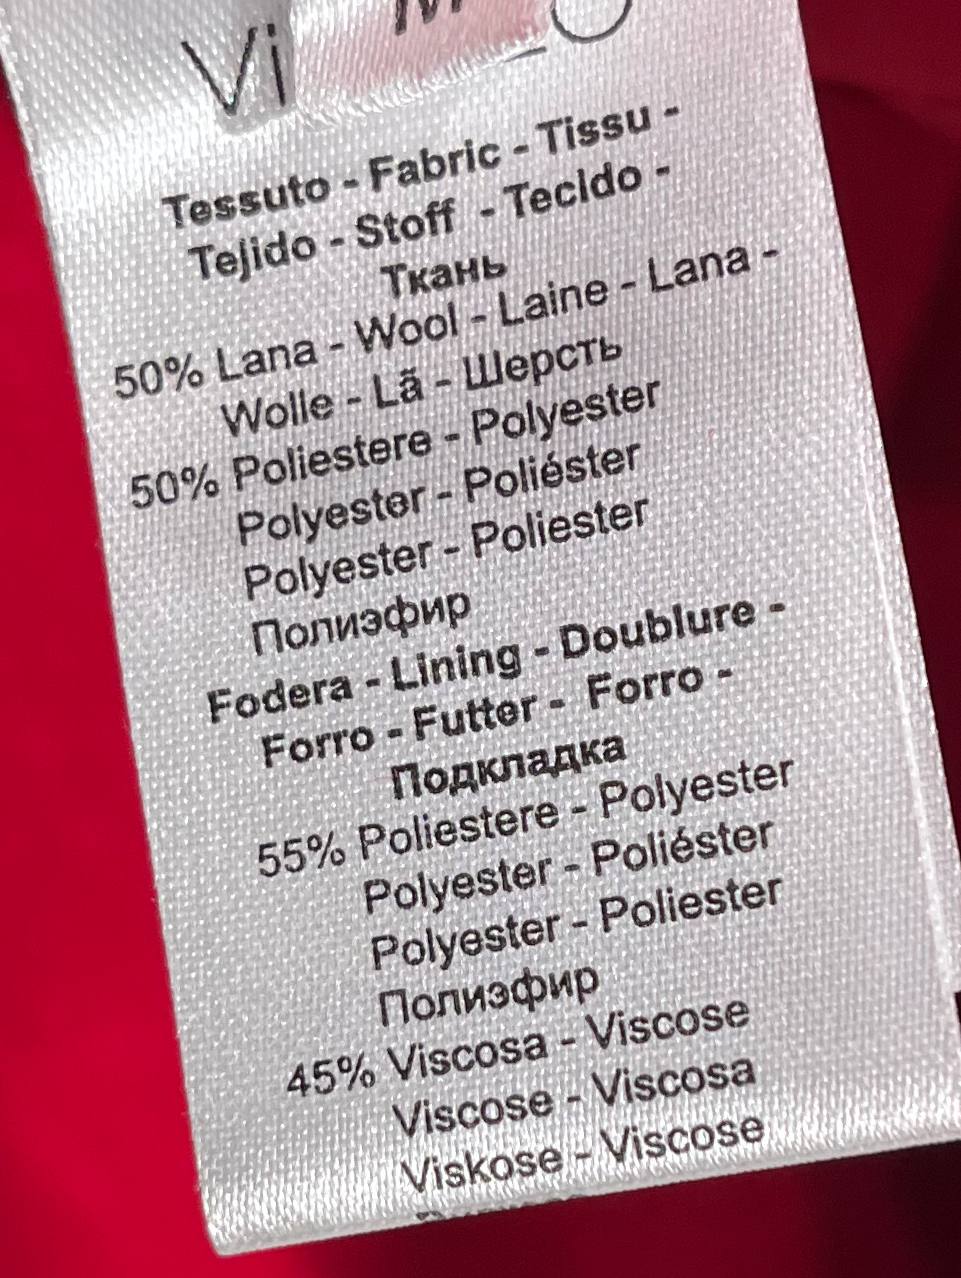 Vi
M
Tessuto - Fabric - Tissu -
Tejido - Stoff - Tecido -
Ткань
50% Lana - Wool - Laine - Lana -
Wolle - Lã - Шерсть
50% Poliestere - Polyester
Polyester - Poliéster
Polyester - Poliester
Полиэфир
Fodera - Lining - Doublure -
Forro - Futter - Forro -
Подкладка
55% Poliestere - Polyester
Polyester - Poliéster
Polyester - Poliester
Полиэфир
45% Viscosa - Viscose
Viscose - Viscosa
Viskose - Viscose